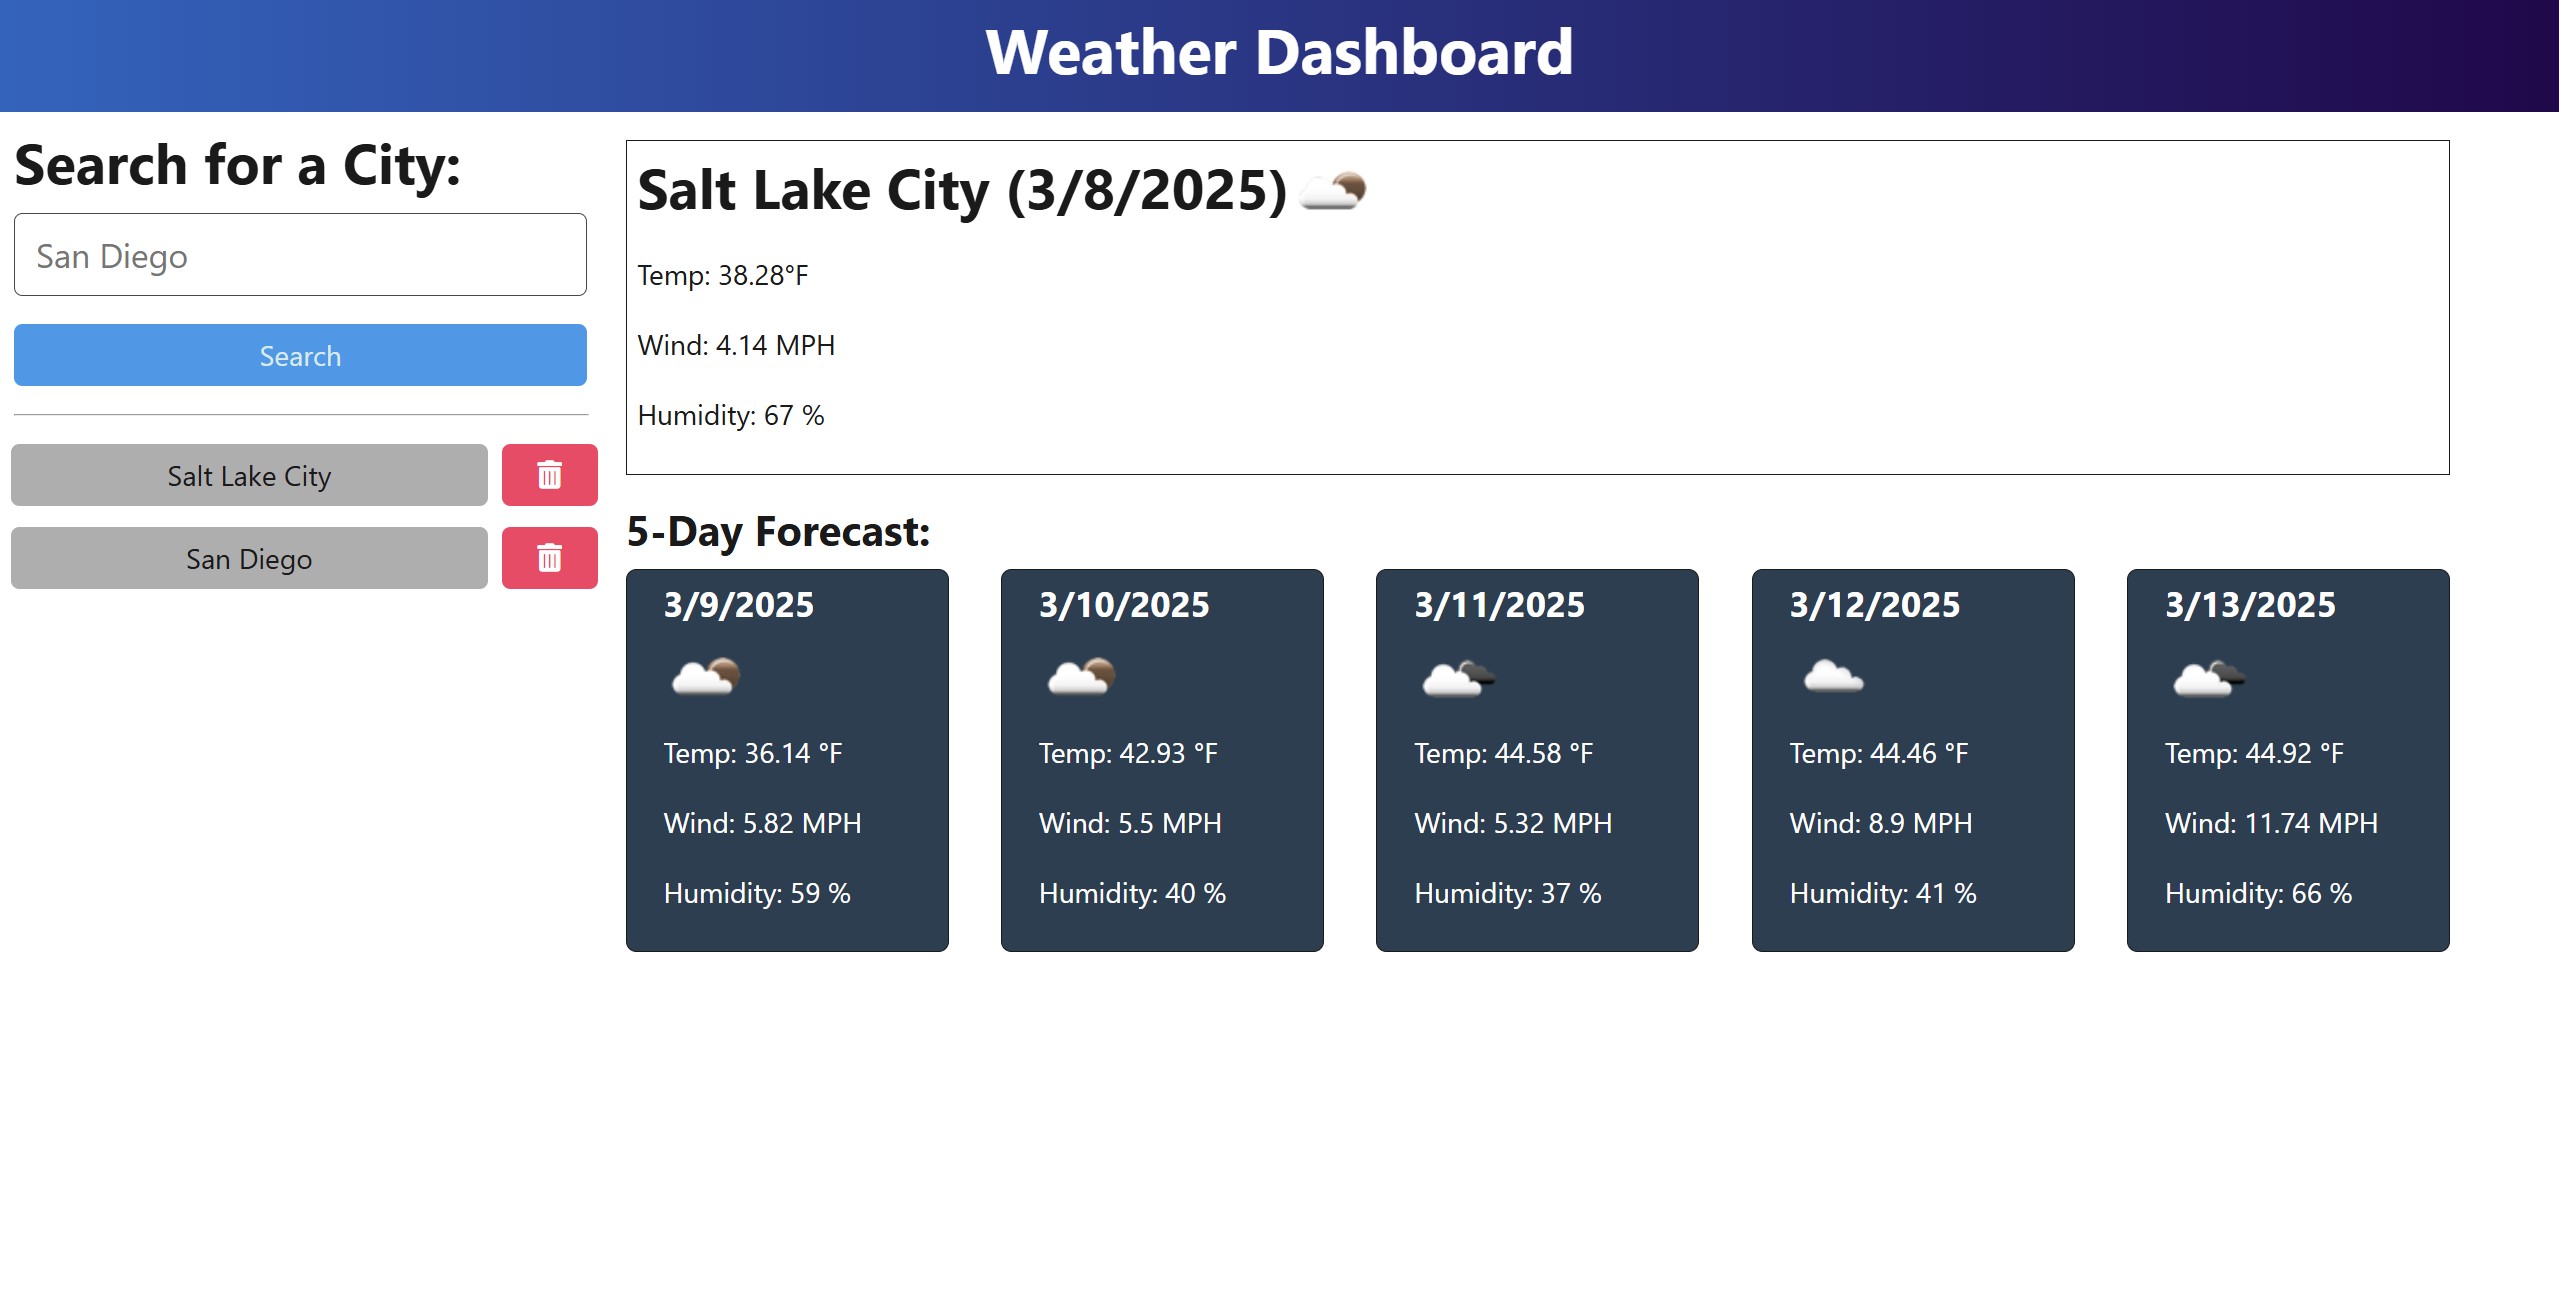 Weather Dashboard
Search for a City:
San Diego
Search
Salt Lake City
San Diego
Salt Lake City (3/8/2025)
Temp: 38.28°F
Wind: 4.14 MPH
Humidity: 67 %
5-Day Forecast:
3/9/2025
Temp: 36.14 °F
Wind: 5.82 MPH
Humidity: 59 %
3/10/2025
Temp: 42.93 °F
Wind: 5.5 MPH
Humidity: 40 %
3/11/2025
Temp: 44.58 °F
Wind: 5.32 MPH
Humidity: 37 %
3/12/2025
Temp: 44.46 °F
Wind: 8.9 MPH
Humidity: 41 %
3/13/2025
Temp: 44.92 °F
Wind: 11.74 MPH
Humidity: 66 %